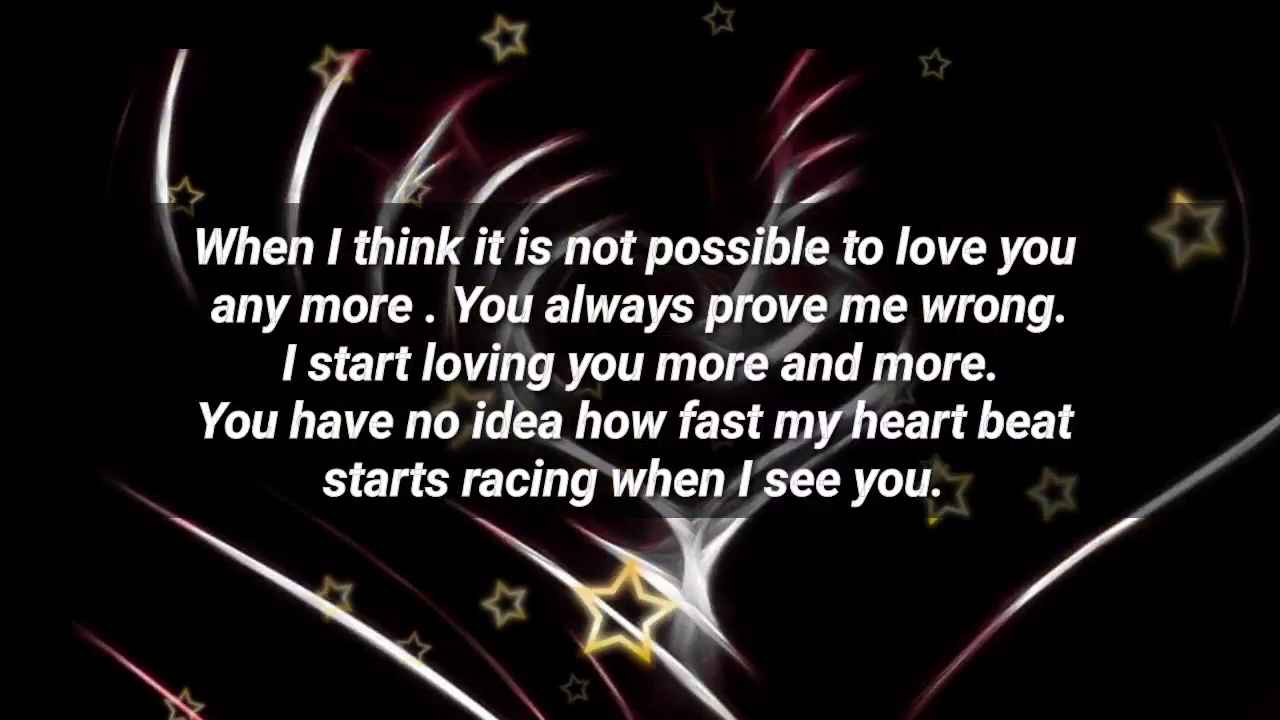 When I think it is not possible to love you
any more . You always prove me wrong.
I start loving you more and more.
You have no idea how fast my heart beat
starts racing when I see you.